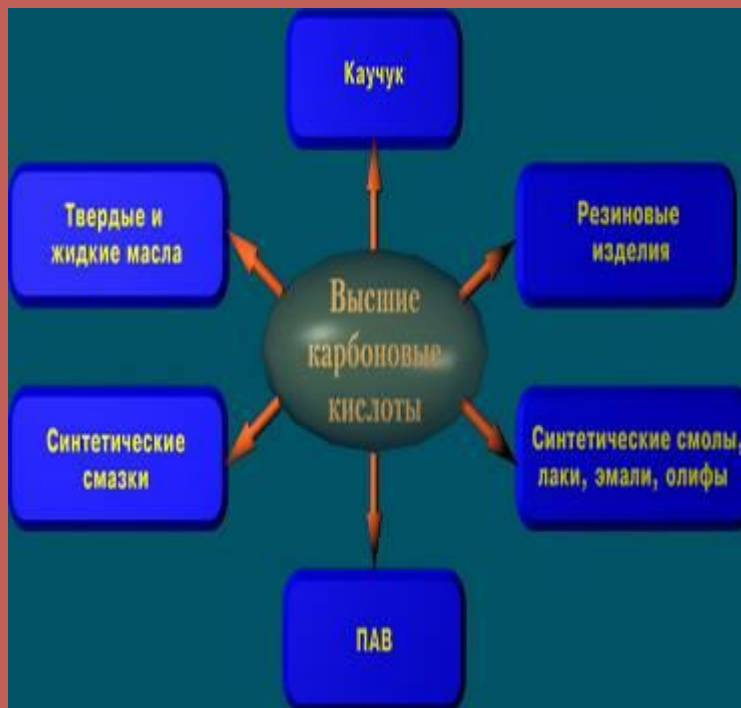 Каучук
Твердые и
жидкие масла
Резиновые
изделия
Высшие
карбоновые
кислоты
Синтетические
смазки
Синтетические смолы,
лаки, эмали, олифы
ПАВ